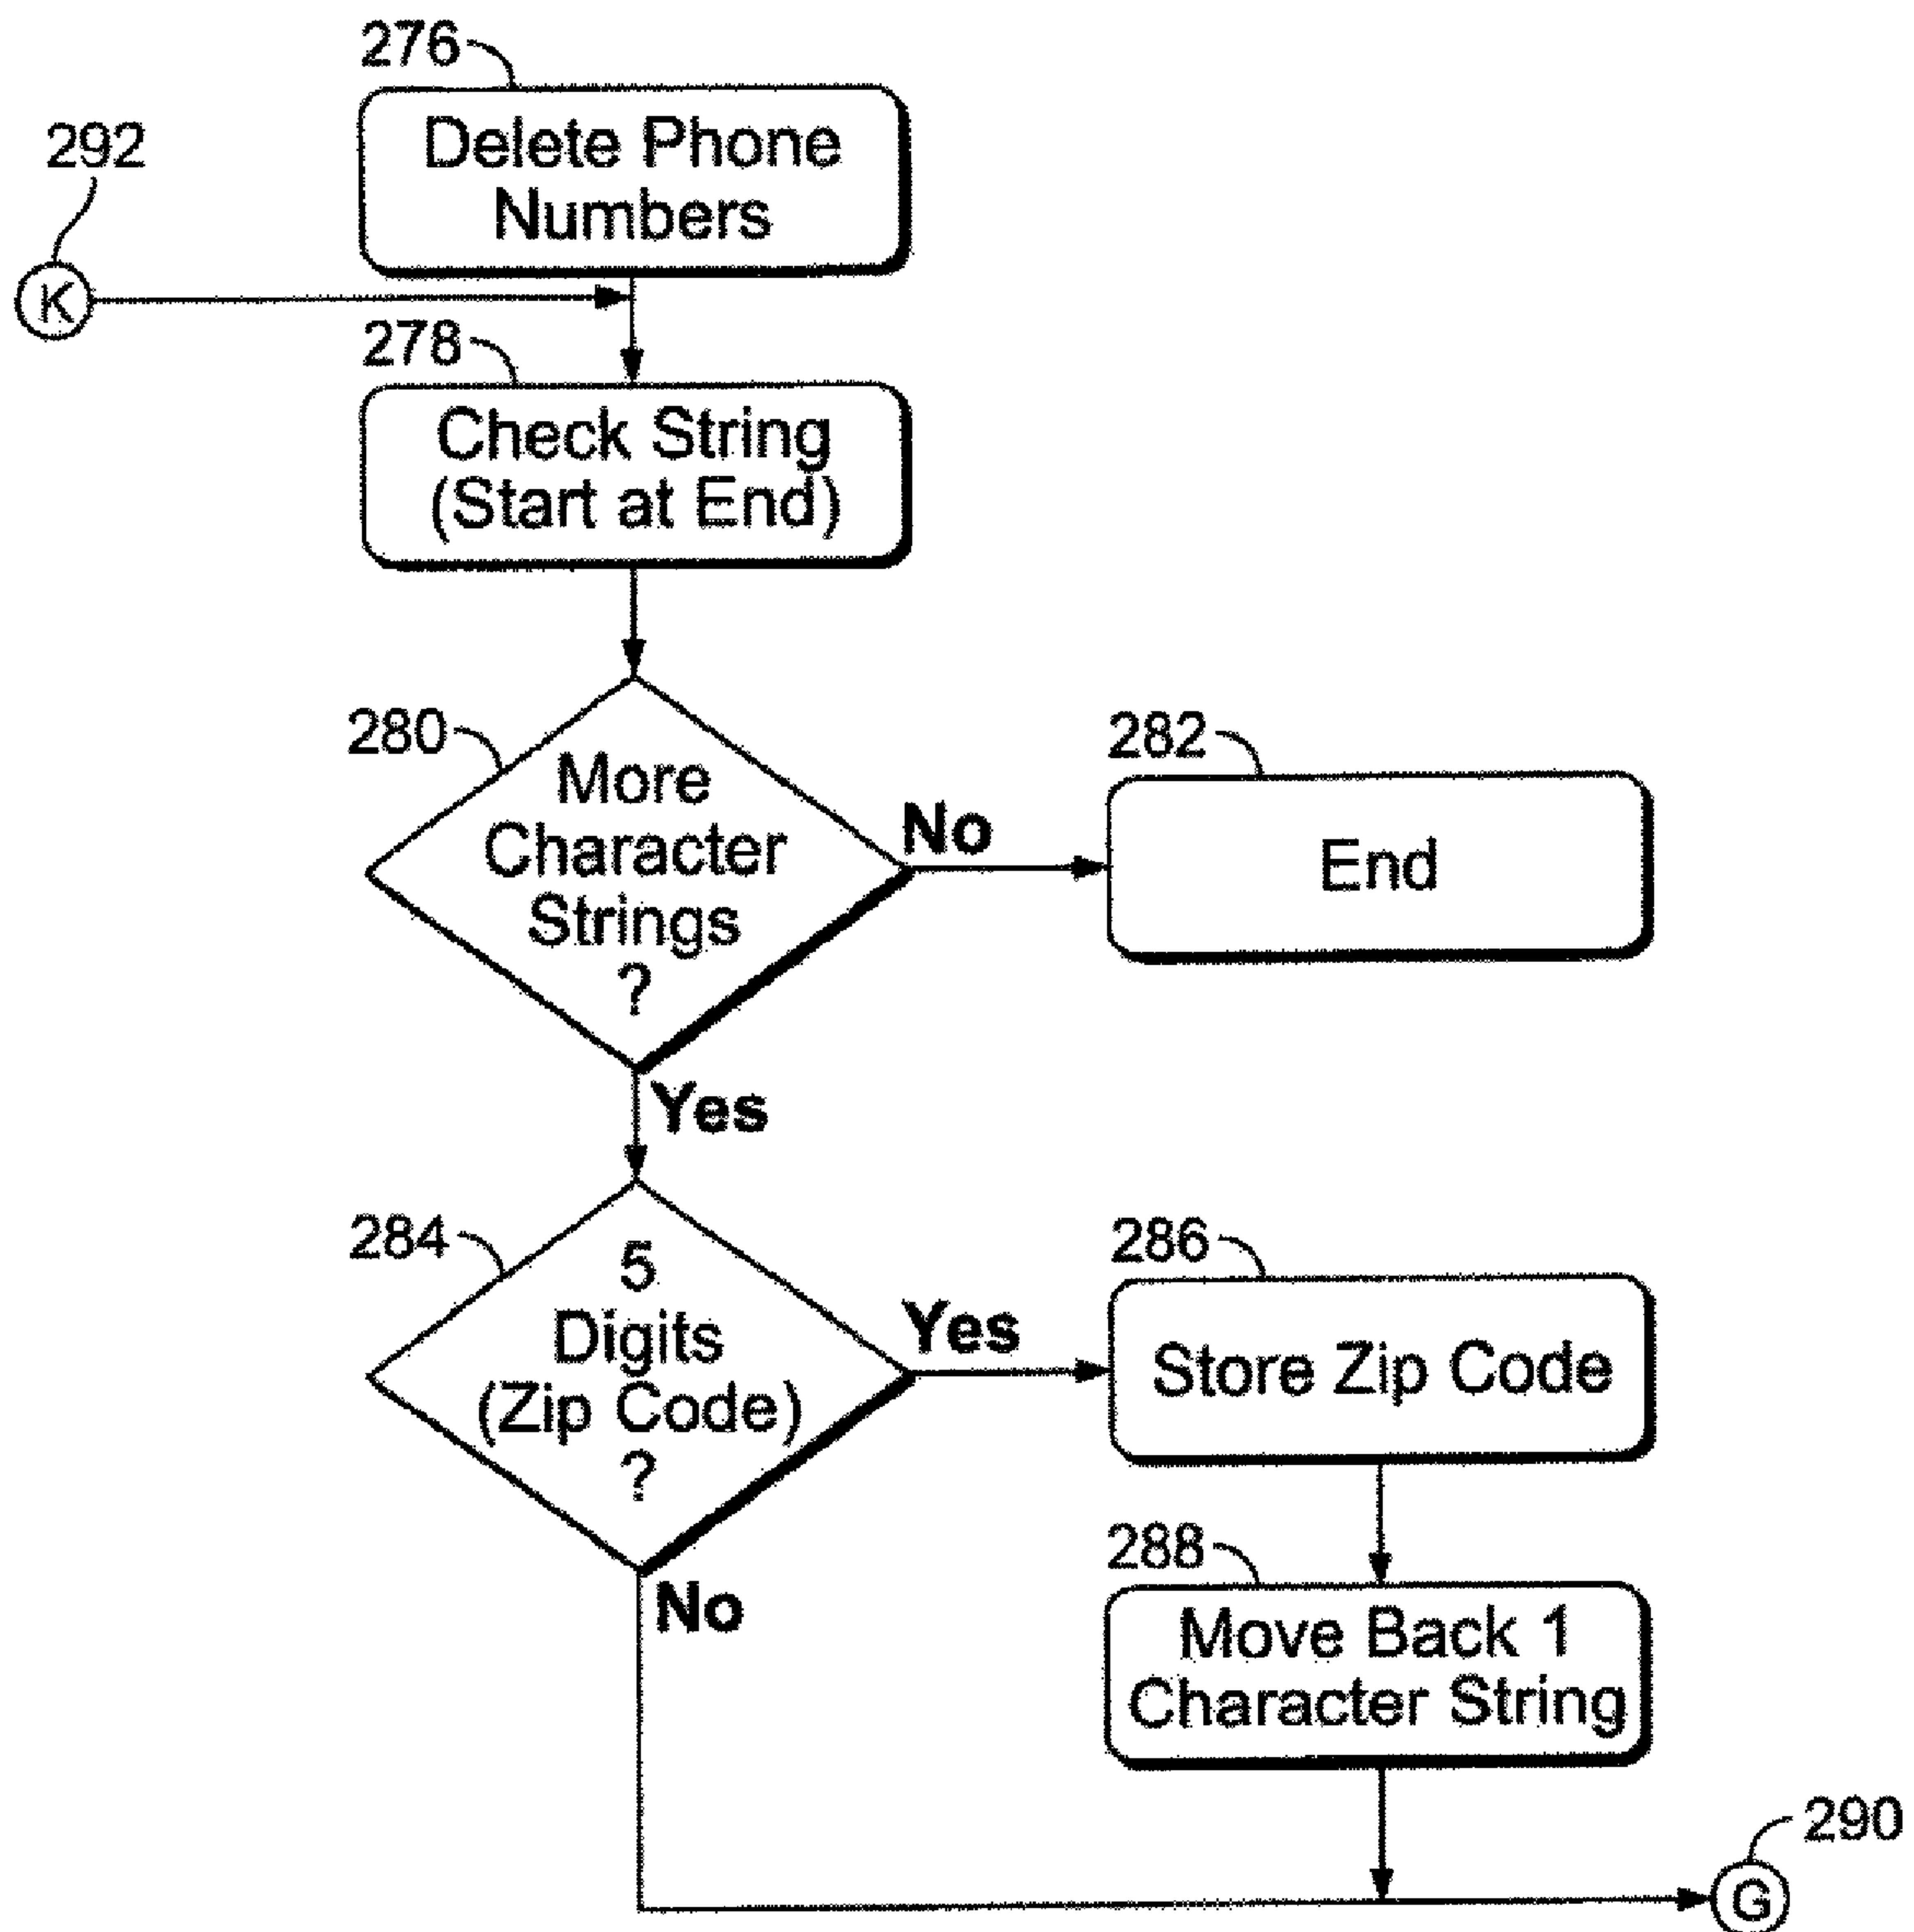 276
Delete Phone
Numbers
292
K
278
Check String
(Start at End)
280
More
Character
Strings
?
No
282
End
Yes
284
5
Digits
(Zip Code)
?
Yes
286
Store Zip Code
No
288
Move Back 1
Character String
290
G